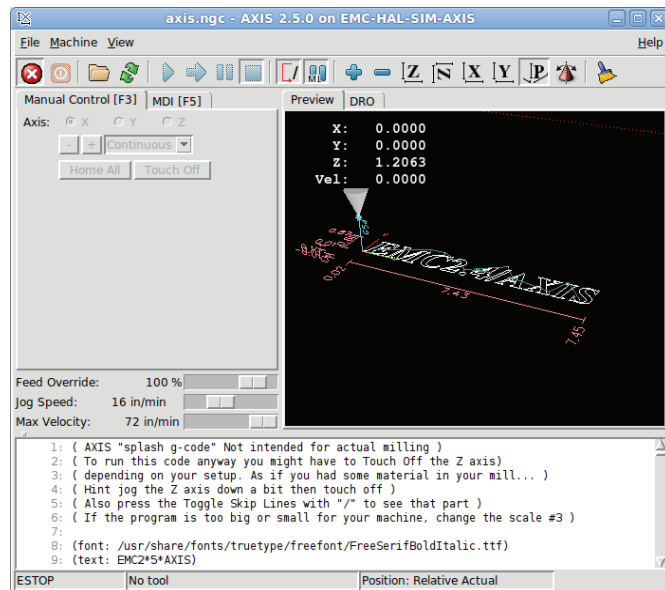 axis.ngc - AXIS 2.5.0 on EMC-HAL-SIM-AXIS
File Machine View Help
Z N X Y P
Manual Control [F3] MDI [F5]
Axis: X Y Z
- + Continuous
Home All Touch Off
Feed Override: 100 %
Jog Speed: 16 in/min
Max Velocity: 72 in/min
Preview DRO
X: 0.0000
Y: 0.0000
Z: 1.2063
Vel: 0.0000
EMC2.4/AXIS
0.02
7.43
7.45
1: ( AXIS "splash g-code" Not intended for actual milling )
2: ( To run this code anyway you might have to Touch Off the Z axis)
3: ( depending on your setup. As if you had some material in your mill... )
4: ( Hint jog the Z axis down a bit then touch off )
5: ( Also press the Toggle Skip Lines with "/" to see that part )
6: ( If the program is too big or small for your machine, change the scale #3 )
7:
8: (font: /usr/share/fonts/truetype/freefont/FreeSerifBoldItalic.ttf)
9: (text: EMC2*5*AXIS)
ESTOP No tool Position: Relative Actual